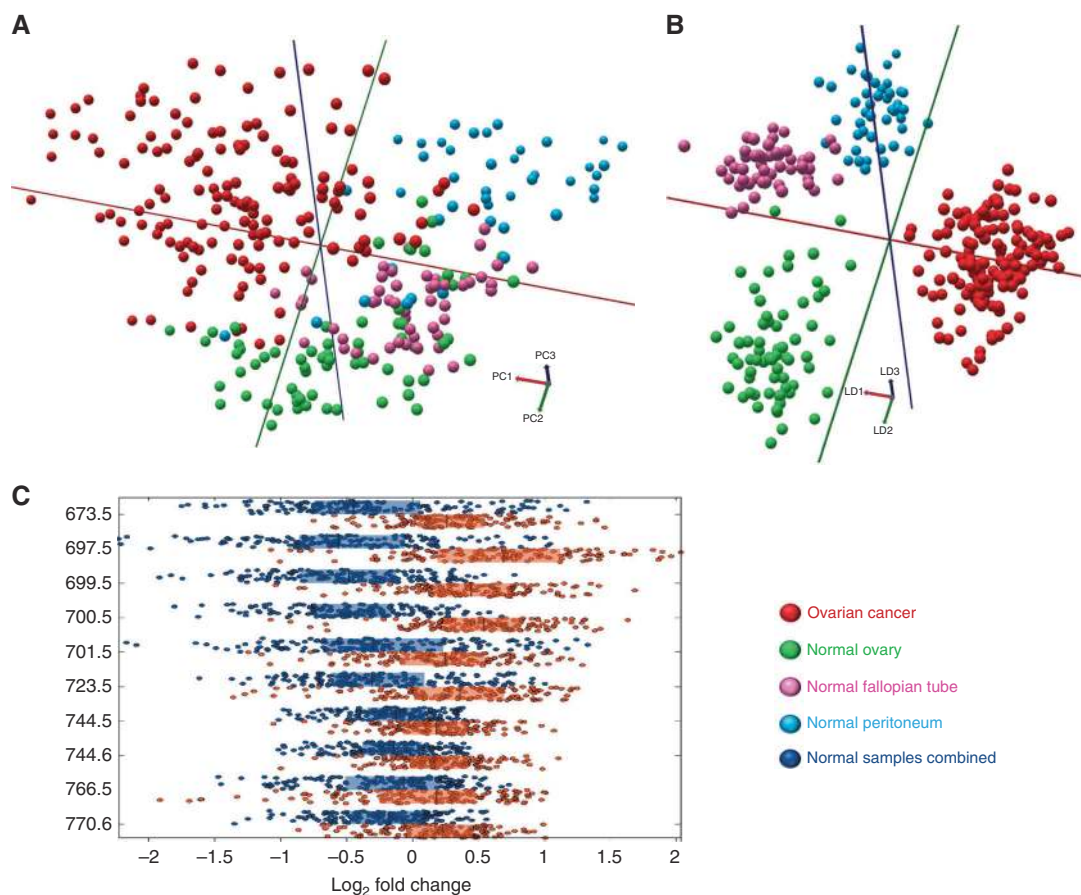 A
B
PC3
PC1
PC2
LD3
LD1
LD2
C
673.5
697.5
699.5
700.5
701.5
723.5
744.5
744.6
766.5
770.6
–2
–1.5
–1
–0.5
0
0.5
1
1.5
2
Log₂ fold change
Ovarian cancer
Normal ovary
Normal fallopian tube
Normal peritoneum
Normal samples combined